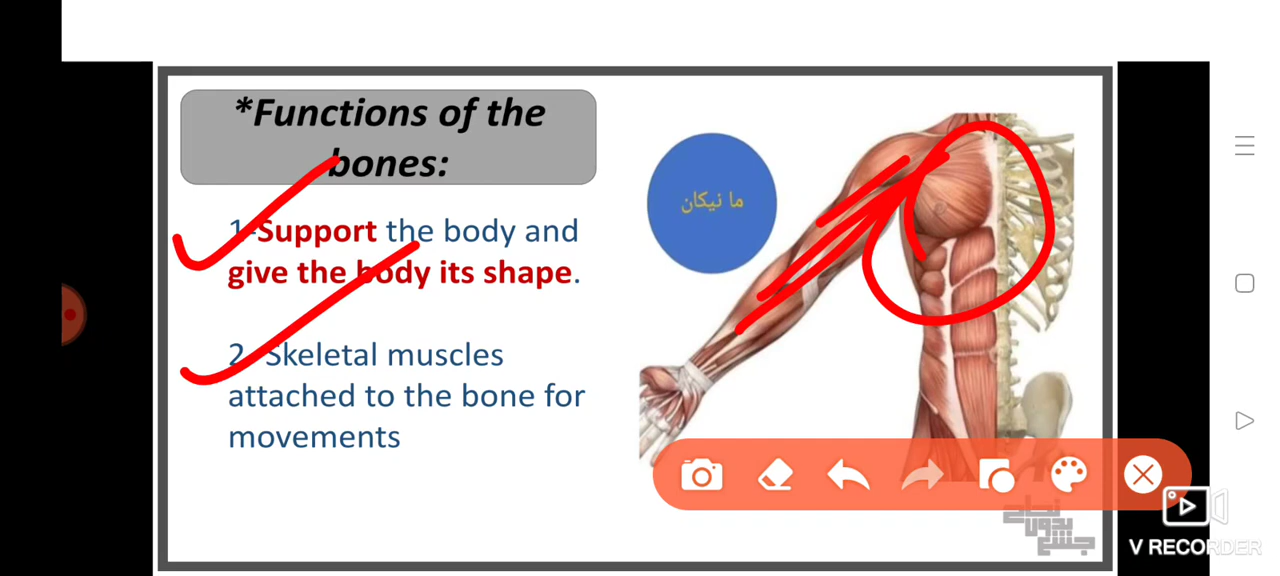 *Functions of the
bones:
1-Support the body and
give the body its shape.
2- Skeletal muscles
attached to the bone for
movements
ما نیکان
V RECORDER